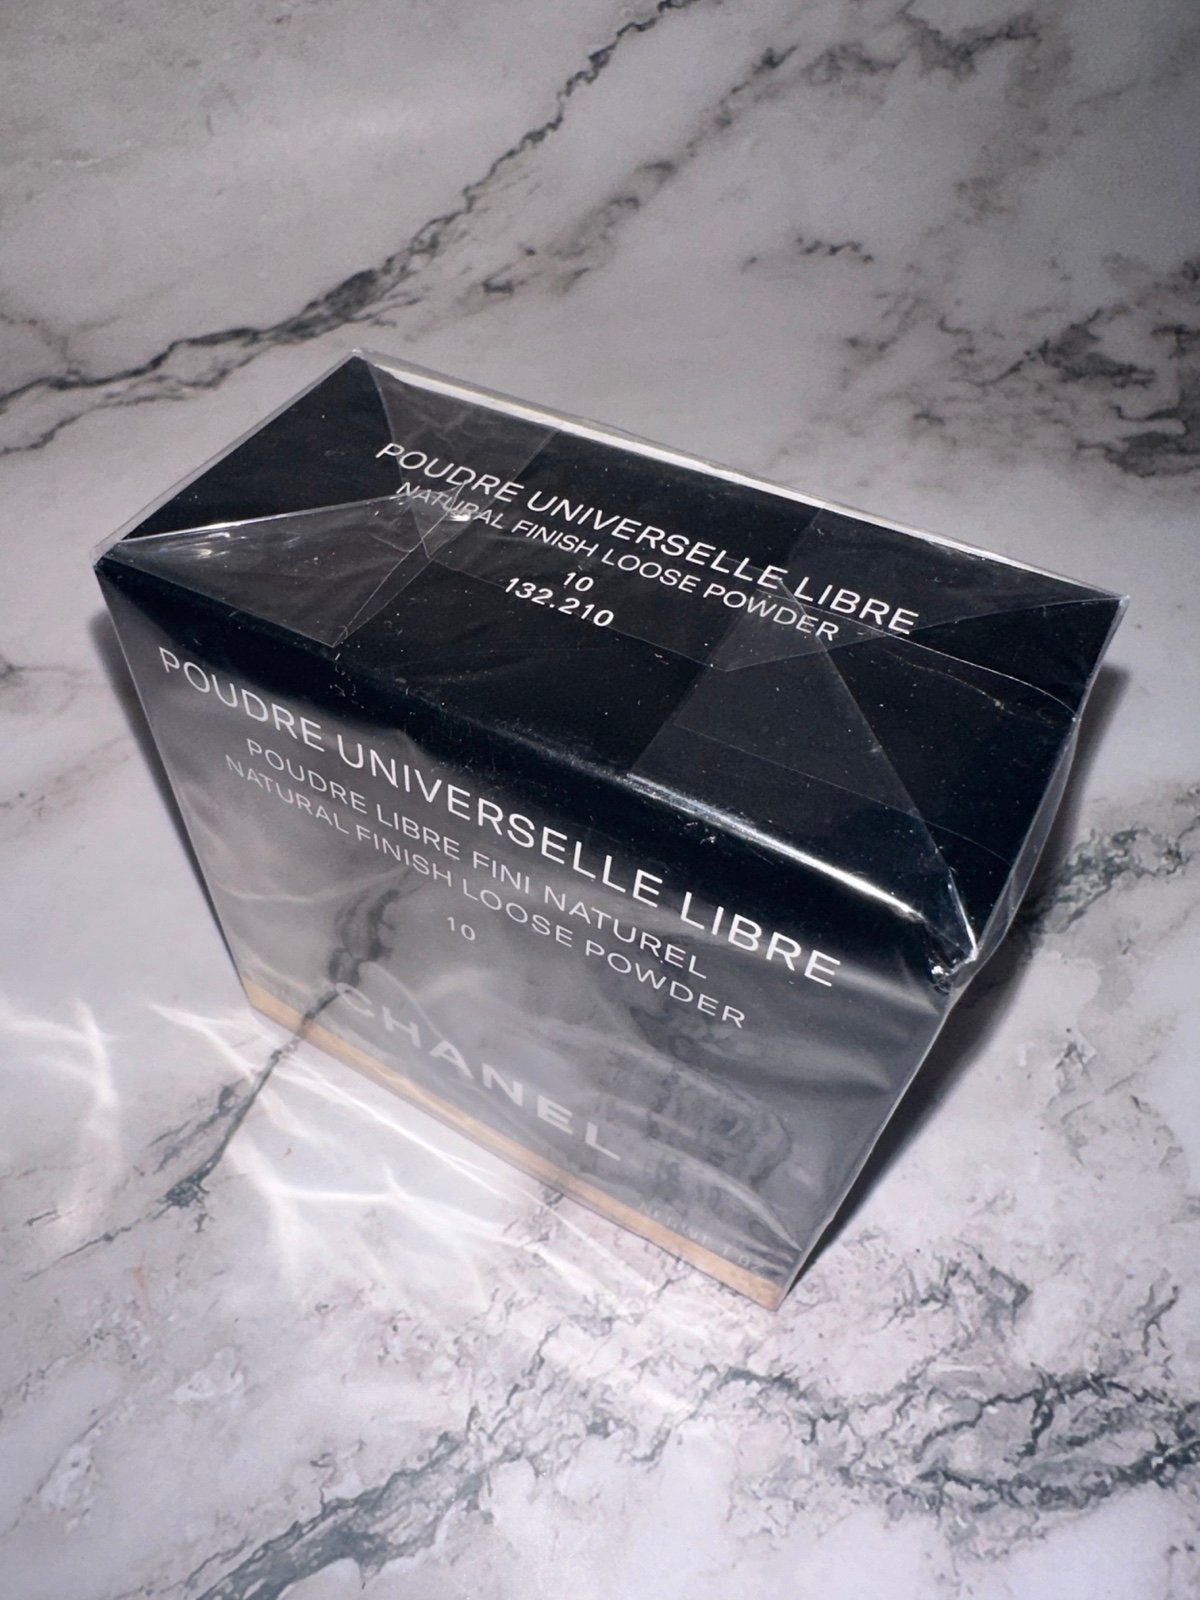 POUDRE UNIVERSELLE LIBRE
NATURAL FINISH LOOSE POWDER
10
132.210
POUDRE UNIVERSELLE LIBRE
POUDRE LIBRE FINI NATUREL
NATURAL FINISH LOOSE POWDER
10
CHANEL